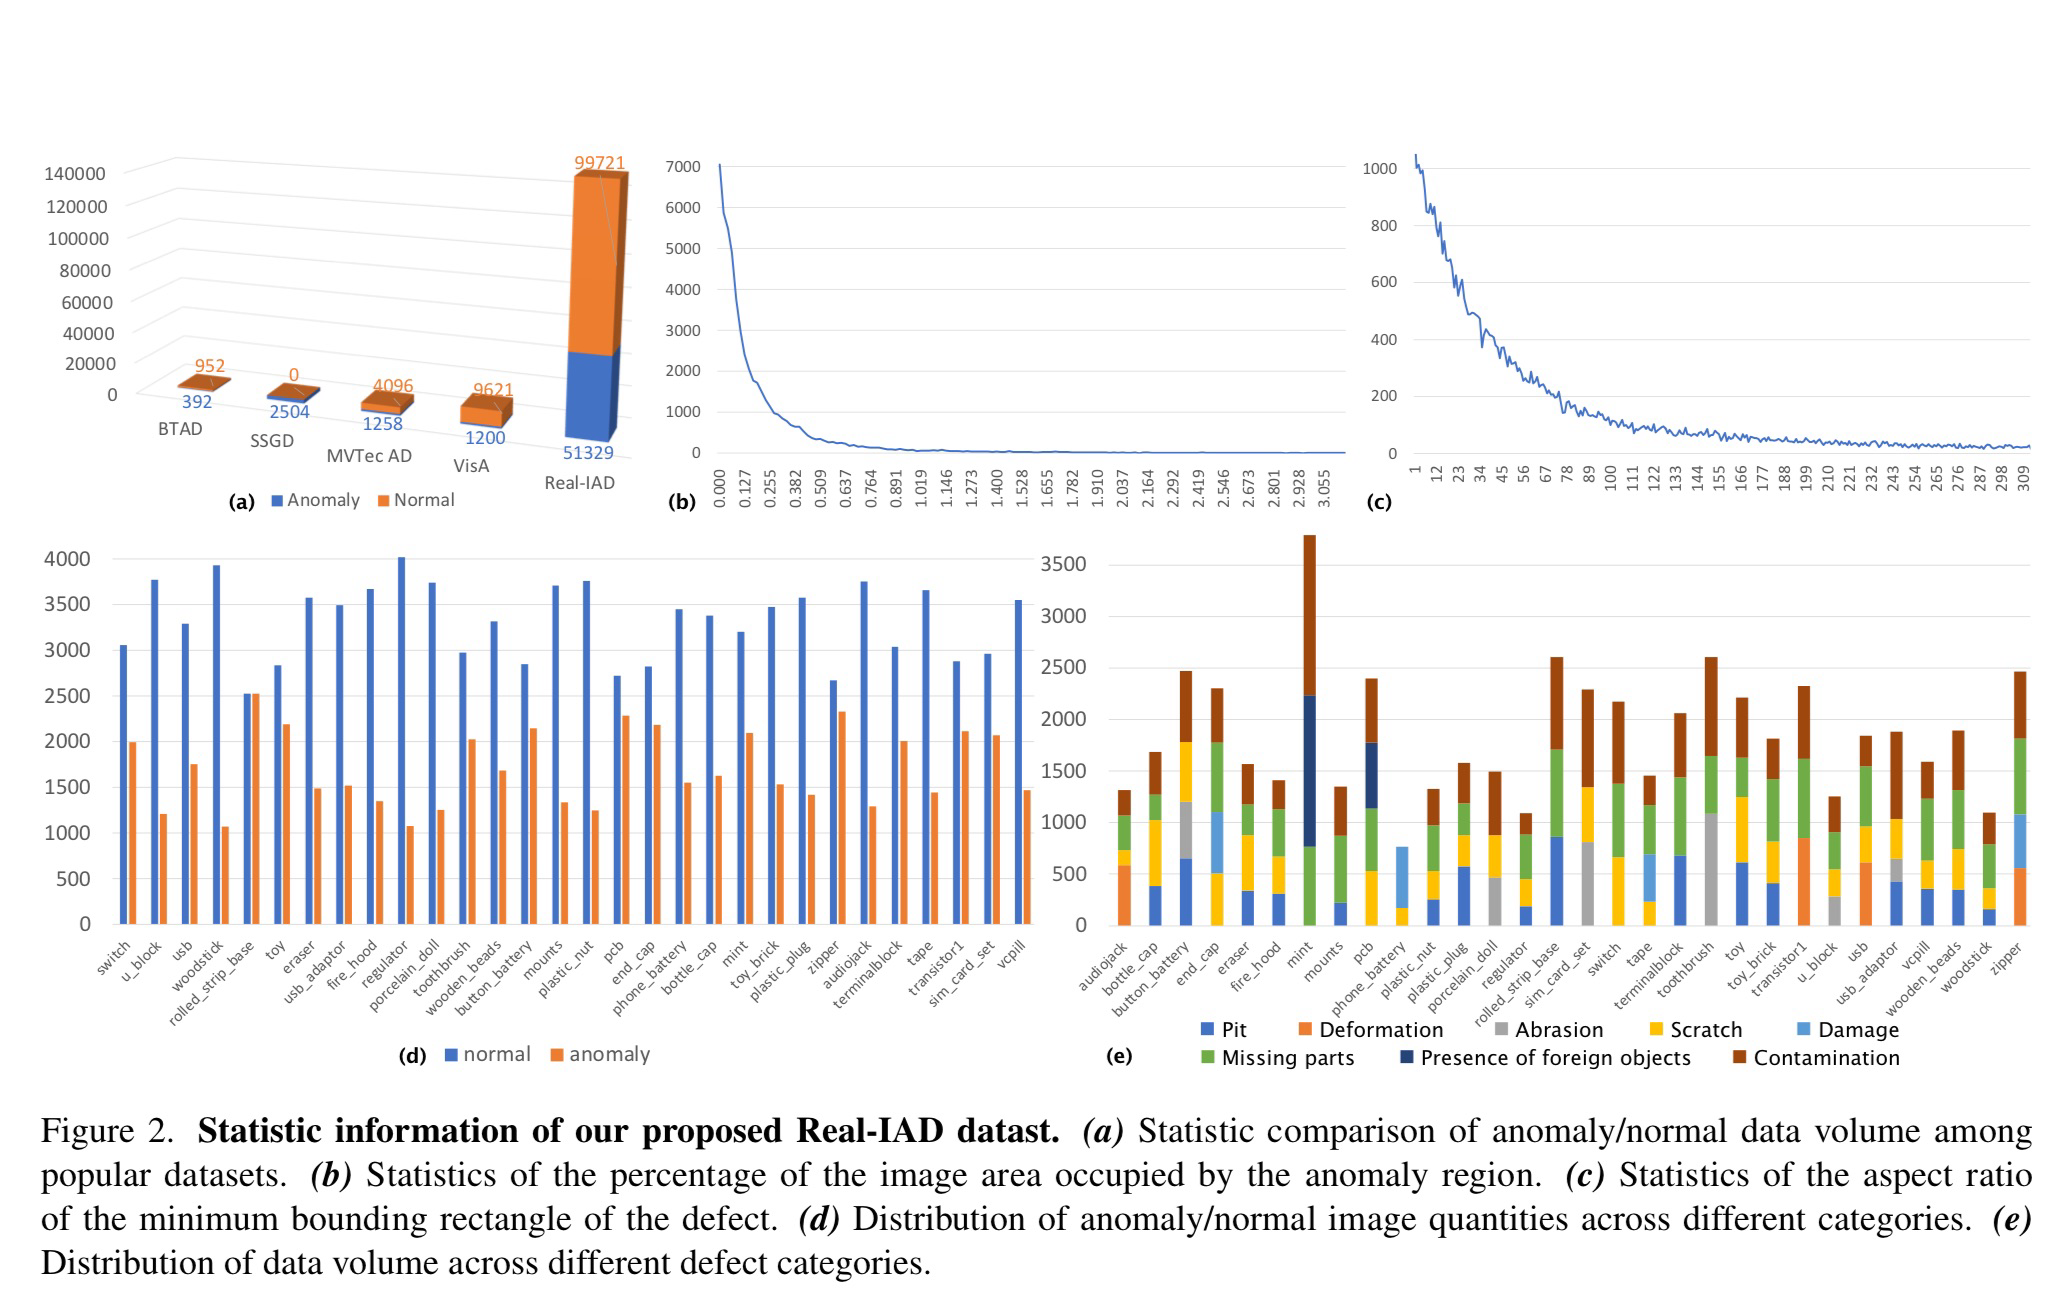 140000
120000
100000
80000
60000
40000
20000
0
99721
952
0
4096
9621
392
2504
1258
1200
51329
BTAD
SSGD
MVTec AD
VisA
Real-IAD
(a) Anomaly Normal
7000
6000
5000
4000
3000
2000
1000
0
0.000 0.127 0.255 0.382 0.509 0.637 0.764 0.891 1.019 1.146 1.273 1.400 1.528 1.655 1.782 1.910 2.037 2.164 2.292 2.419 2.546 2.673 2.801 2.928 3.055
(b)
1000
800
600
400
200
0
1 12 23 34 45 56 67 78 89 100 111 122 133 144 155 166 177 188 199 210 221 232 243 254 265 276 287 298 309
(c)
4000
3500
3000
2500
2000
1500
1000
500
0
switch u_block usb woodstick rolled_strip_base toy eraser usb_adaptor fire_hood regulator porcelain_doll toothbrush wooden_beads button_battery mounts plastic_nut pcb end_cap phone_battery bottle_cap mint toy_brick plastic_plug zipper audiojack terminalblock tape transistor1 sim_card_set vcpill
(d) normal anomaly
3500
3000
2500
2000
1500
1000
500
0
audiojack bottle_cap button_battery end_cap eraser fire_hood mint mounts pcb phone_battery plastic_nut plastic_plug porcelain_doll regulator rolled_strip_base sim_card_set switch tape terminalblock toothbrush toy toy_brick transistor1 u_block usb usb_adaptor vcpill wooden_beads woodstick zipper
Pit Deformation Abrasion Scratch Damage
(e) Missing parts Presence of foreign objects Contamination
Figure 2. Statistic information of our proposed Real-IAD datast. (a) Statistic comparison of anomaly/normal data volume among
popular datasets. (b) Statistics of the percentage of the image area occupied by the anomaly region. (c) Statistics of the aspect ratio
of the minimum bounding rectangle of the defect. (d) Distribution of anomaly/normal image quantities across different categories. (e)
Distribution of data volume across different defect categories.